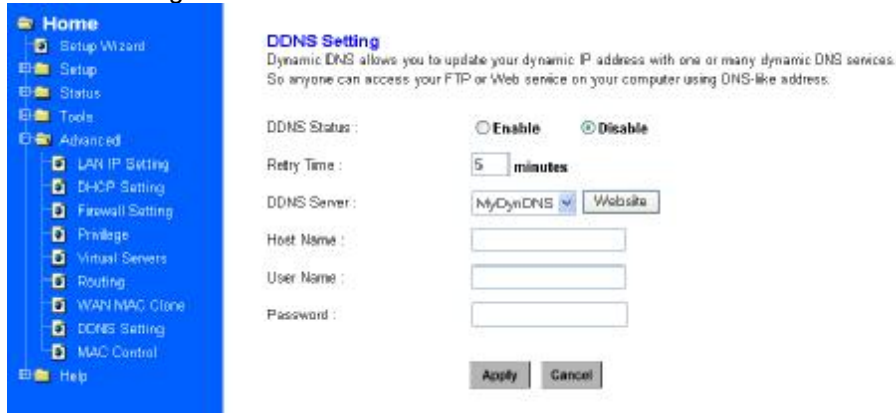 Home
Setup Wizard
Setup
Status
Tools
Advanced
LAN IP Setting
DHCP Setting
Firewall Setting
Privilege
Virtual Servers
Routing
WAN MAC Clone
DDNS Setting
MAC Control
Help
DDNS Setting
Dynamic DNS allows you to update your dynamic IP address with one or many dynamic DNS services.
So anyone can access your FTP or Web service on your computer using DNS-like address.
DDNS Status : Enable Disable
Retry Time : 5 minutes
DDNS Server : MyDynDNS Website
Host Name :
User Name :
Password :
Apply Cancel